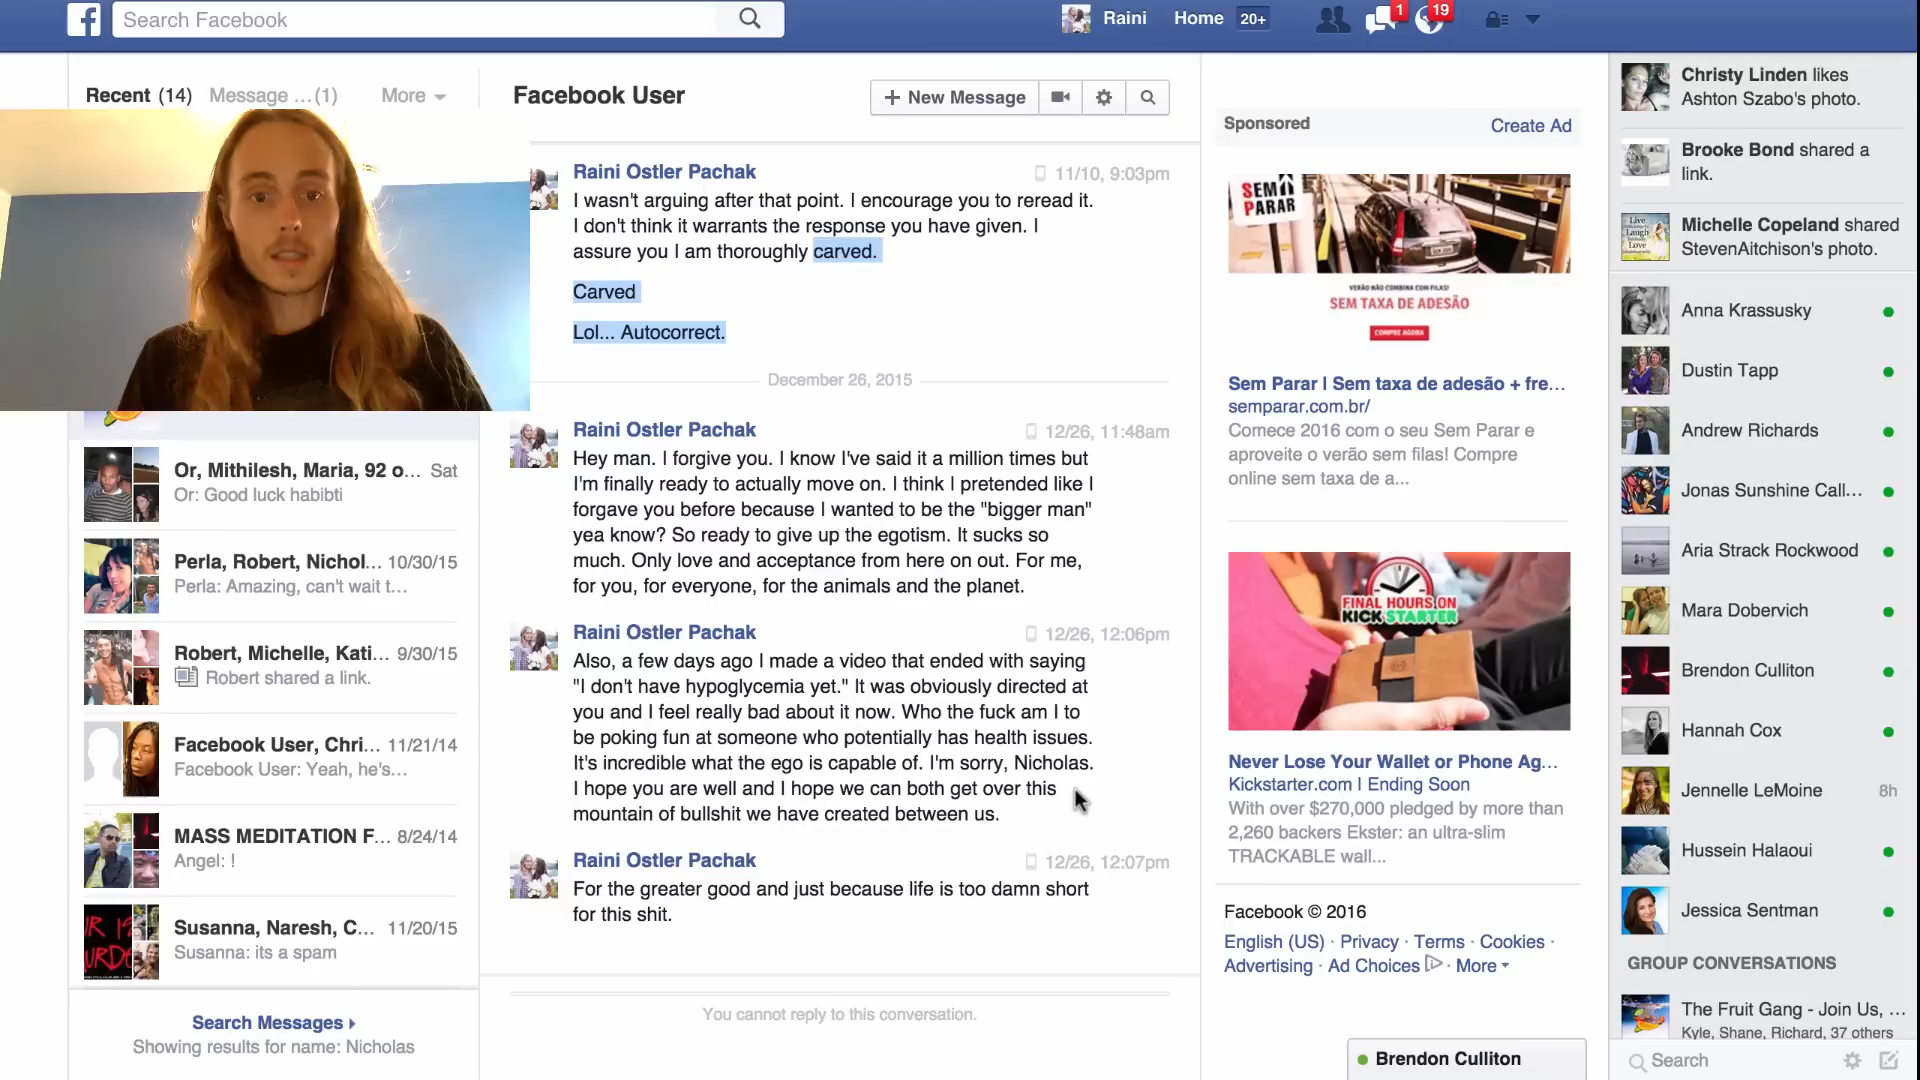 Search Facebook
Raini
Home 20+
1
19
Recent (14)
Message ... (1)
More
Facebook User
+ New Message
Raini Ostler Pachak
11/10, 9:03pm
I wasn't arguing after that point. I encourage you to reread it.
I don't think it warrants the response you have given. I
assure you I am thoroughly carved.
Carved
Lol... Autocorrect.
December 26, 2015
Raini Ostler Pachak
12/26, 11:48am
Hey man. I forgive you. I know I've said it a million times but
I'm finally ready to actually move on. I think I pretended like I
forgave you before because I wanted to be the "bigger man"
yea know? So ready to give up the egotism. It sucks so
much. Only love and acceptance from here on out. For me,
for you, for everyone, for the animals and the planet.
Raini Ostler Pachak
12/26, 12:06pm
Also, a few days ago I made a video that ended with saying
"I don't have hypoglycemia yet." It was obviously directed at
you and I feel really bad about it now. Who the fuck am I to
be poking fun at someone who potentially has health issues.
It's incredible what the ego is capable of. I'm sorry, Nicholas.
I hope you are well and I hope we can both get over this
mountain of bullshit we have created between us.
Raini Ostler Pachak
12/26, 12:07pm
For the greater good and just because life is too damn short
for this shit.
You cannot reply to this conversation.
Or, Mithilesh, Maria, 92 o... Sat
Or: Good luck habibti
Perla, Robert, Nichol... 10/30/15
Perla: Amazing, can't wait t...
Robert, Michelle, Kati... 9/30/15
Robert shared a link.
Facebook User, Chri... 11/21/14
Facebook User: Yeah, he's...
MASS MEDITATION F... 8/24/14
Angel: !
Susanna, Naresh, C... 11/20/15
Susanna: its a spam
Search Messages
Showing results for name: Nicholas
Sponsored
Create Ad
SEM
PARAR
VERÃO NÃO COMBINA COM FILAS!
SEM TAXA DE ADESÃO
COMPRE AGORA
Sem Parar | Sem taxa de adesão + fre...
semparar.com.br/
Comece 2016 com o seu Sem Parar e
aproveite o verão sem filas! Compre
online sem taxa de a...
FINAL HOURS ON
KICKSTARTER
Never Lose Your Wallet or Phone Ag...
Kickstarter.com | Ending Soon
With over $270,000 pledged by more than
2,260 backers Ekster: an ultra-slim
TRACKABLE wall...
Facebook © 2016
English (US) · Privacy · Terms · Cookies ·
Advertising · Ad Choices · More
Brendon Culliton
Christy Linden likes
Ashton Szabo's photo.
Brooke Bond shared a
link.
Live
Laugh
Love
Michelle Copeland shared
StevenAitchison's photo.
Anna Krassusky
Dustin Tapp
Andrew Richards
Jonas Sunshine Call...
Aria Strack Rockwood
Mara Dobervich
Brendon Culliton
Hannah Cox
Jennelle LeMoine 8h
Hussein Halaoui
Jessica Sentman
GROUP CONVERSATIONS
The Fruit Gang - Join Us, ...
Kyle, Shane, Richard, 37 others
Search